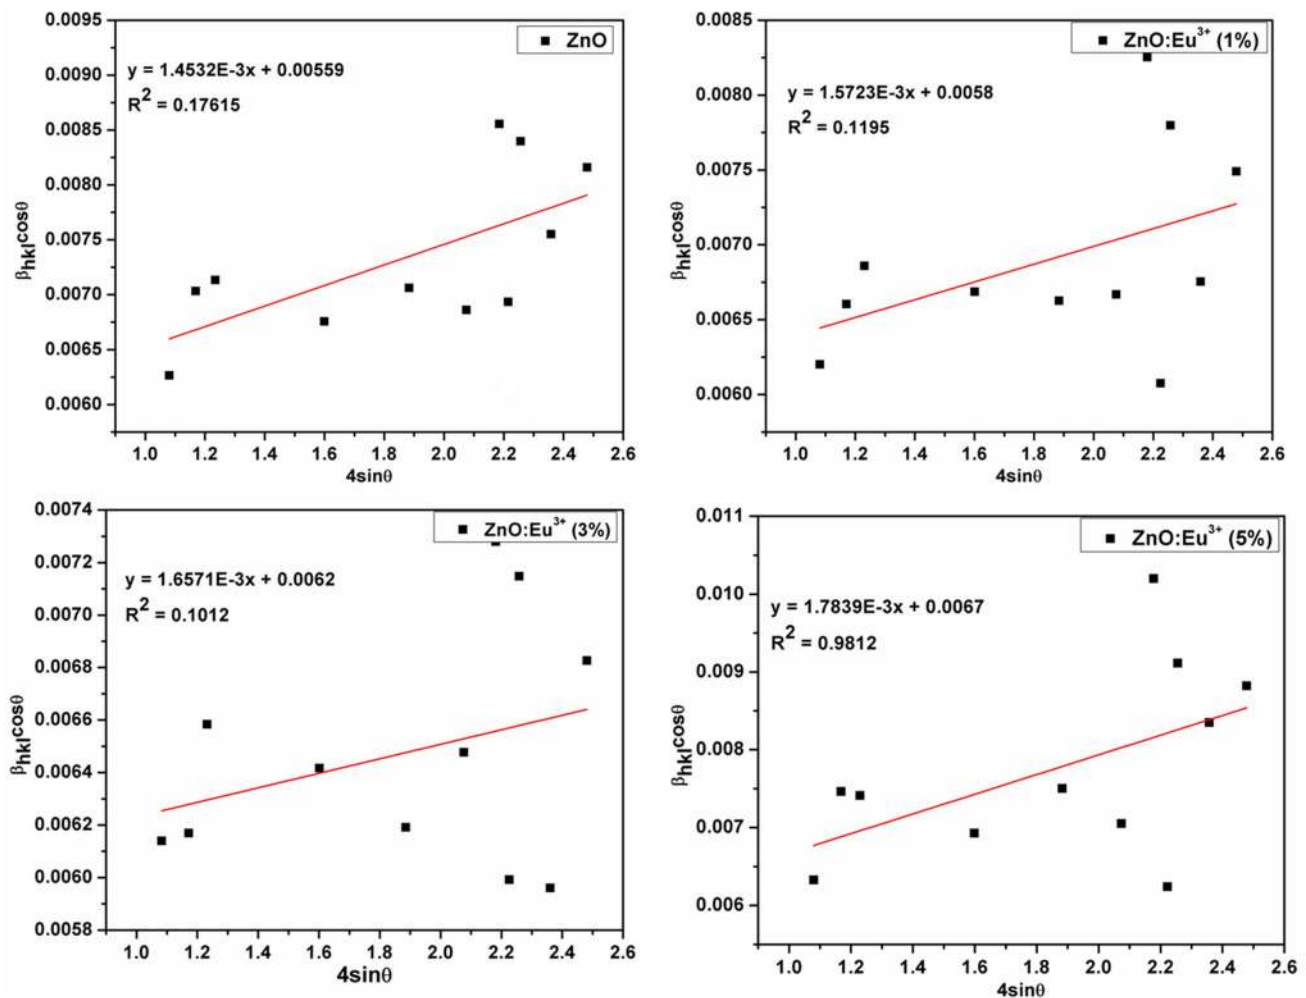 ZnO
y = 1.4532E-3x + 0.00559
R² = 0.17615
0.0095
0.0090
0.0085
0.0080
0.0075
0.0070
0.0065
0.0060
βhklcosθ
1.0 1.2 1.4 1.6 1.8 2.0 2.2 2.4 2.6
4sinθ
ZnO:Eu³⁺ (1%)
y = 1.5723E-3x + 0.0058
R² = 0.1195
0.0085
0.0080
0.0075
0.0070
0.0065
0.0060
βhklcosθ
1.0 1.2 1.4 1.6 1.8 2.0 2.2 2.4 2.6
4sinθ
ZnO:Eu³⁺ (3%)
y = 1.6571E-3x + 0.0062
R² = 0.1012
0.0074
0.0072
0.0070
0.0068
0.0066
0.0064
0.0062
0.0060
0.0058
βhklcosθ
1.0 1.2 1.4 1.6 1.8 2.0 2.2 2.4 2.6
4sinθ
ZnO:Eu³⁺ (5%)
y = 1.7839E-3x + 0.0067
R² = 0.9812
0.011
0.010
0.009
0.008
0.007
0.006
βhklcosθ
1.0 1.2 1.4 1.6 1.8 2.0 2.2 2.4 2.6
4sinθ